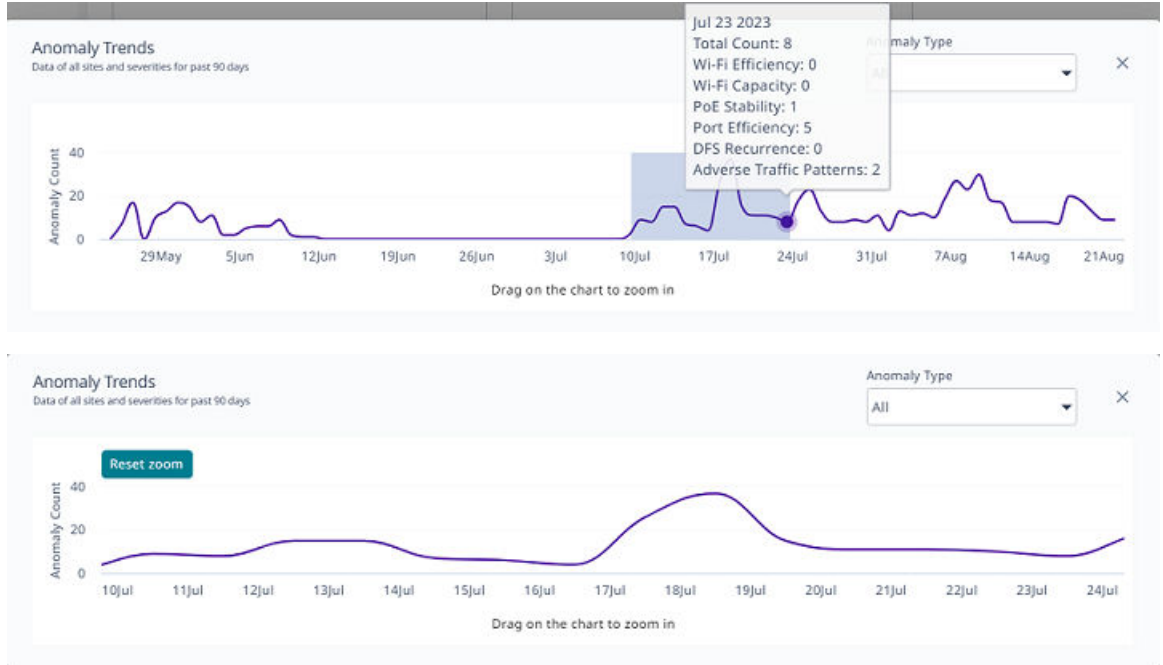 Jul 23 2023
Total Count: 8
Wi-Fi Efficiency: 0
Wi-Fi Capacity: 0
PoE Stability: 1
Port Efficiency: 5
DFS Recurrence: 0
Adverse Traffic Patterns: 2
Anomaly Trends
Data of all sites and severities for past 90 days
Anomaly Type
Anomaly Count
40
20
0
29May 5Jun 12Jun 19Jun 26Jun 3Jul 10Jul 17Jul 24Jul 31Jul 7Aug 14Aug 21Aug
Drag on the chart to zoom in
Anomaly Trends
Data of all sites and severities for past 90 days
Anomaly Type
All
Reset zoom
Anomaly Count
40
20
0
10Jul 11Jul 12Jul 13Jul 14Jul 15Jul 16Jul 17Jul 18Jul 19Jul 20Jul 21Jul 22Jul 23Jul 24Jul
Drag on the chart to zoom in